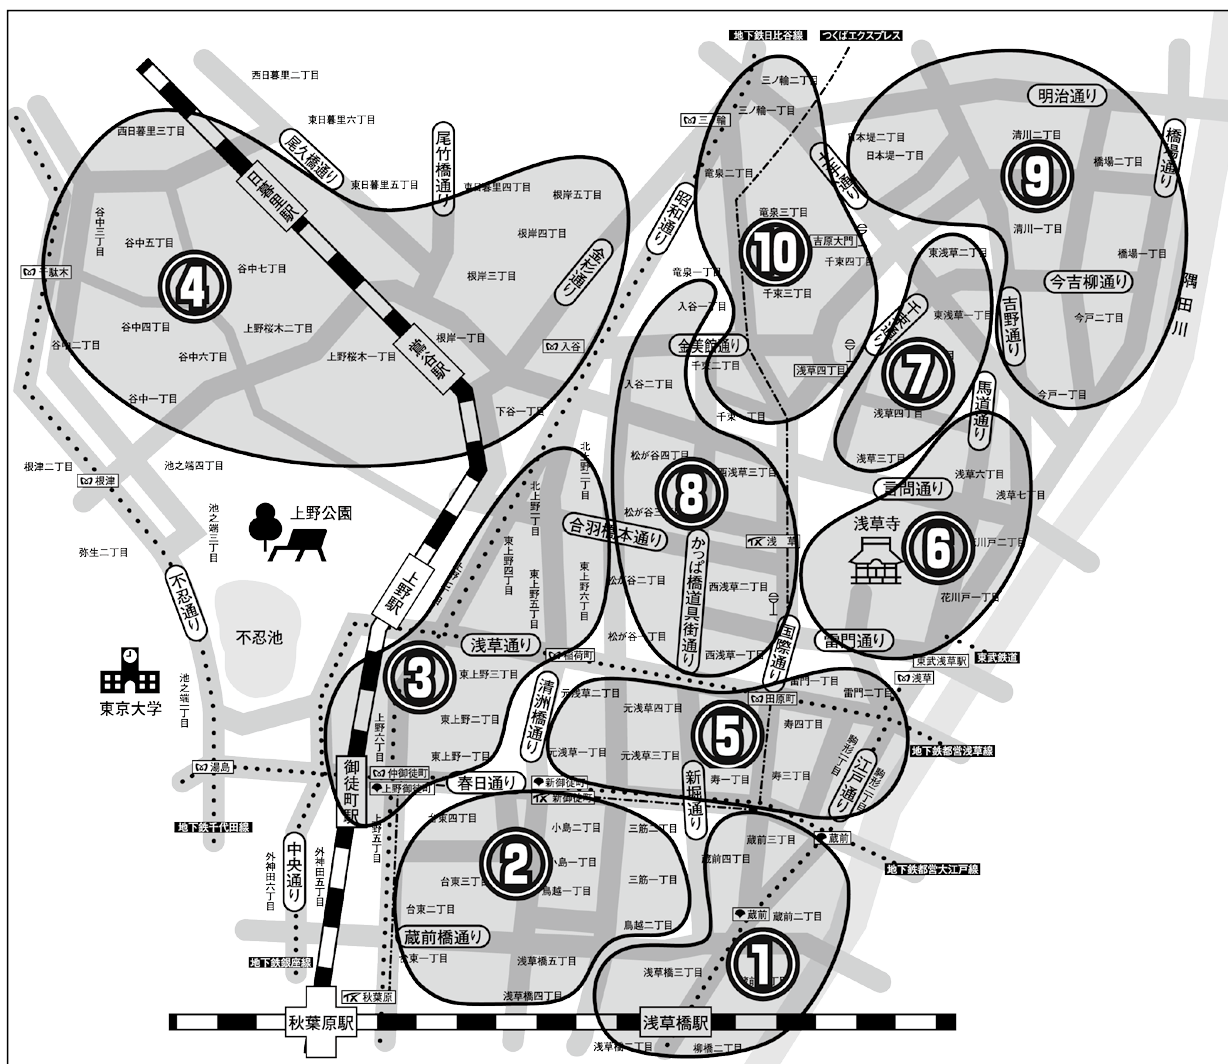 地下鉄日比谷線
つくばエクスプレス
西日暮里二丁目
三ノ輪二丁目
明治通り
東日暮里六丁目
三ノ輪一丁目
三ノ輪
西日暮里三丁目
尾久橋通り
尾竹橋通り
日本堤二丁目
清川二丁目
橋場通り
日本堤一丁目
橋場二丁目
日暮里駅
東日暮里五丁目
東日暮里四丁目
根岸五丁目
竜泉二丁目
9
谷中三丁目
昭和通り
竜泉三丁目
吉原大門
清川一丁目
谷中五丁目
根岸四丁目
10
千束四丁目
東浅草二丁目
橋場一丁目
千駄木
谷中七丁目
根岸三丁目
金杉通り
竜泉一丁目
今吉柳通り
隅田川
4
千束三丁目
入谷一丁目
千束通り
東浅草一丁目
吉野通り
今戸二丁目
谷中四丁目
上野桜木二丁目
根岸一丁目
入谷
金美館通り
谷中二丁目
谷中六丁目
上野桜木一丁目
鶯谷駅
千束二丁目
浅草四丁目
7
入谷二丁目
馬道通り
今戸一丁目
谷中一丁目
下谷一丁目
千束一丁目
浅草四丁目
根津二丁目
池之端四丁目
北上野二丁目
松が谷四丁目
西浅草三丁目
浅草三丁目
浅草六丁目
根津
8
言問通り
浅草七丁目
北上野一丁目
上野公園
池之端三丁目
合羽橋本通り
松が谷三丁目
浅草寺
6
弥生二丁目
東上野四丁目
かっぱ橋道具街通り
浅草
花川戸二丁目
不忍通り
上野駅
東上野五丁目
東上野六丁目
松が谷二丁目
西浅草二丁目
花川戸一丁目
不忍池
浅草通り
松が谷一丁目
国際通り
雷門通り
稲荷町
西浅草一丁目
東武浅草駅
東武鉄道
3
東上野三丁目
浅草
雷門一丁目
雷門二丁目
東京大学
池之端二丁目
清洲橋通り
元浅草二丁目
田原町
元浅草四丁目
上野六丁目
東上野二丁目
5
寿四丁目
駒形一丁目
地下鉄都営浅草線
東上野一丁目
元浅草一丁目
元浅草三丁目
湯島
御徒町駅
仲御徒町
春日通り
新御徒町
寿一丁目
寿三丁目
江戸通り
駒形二丁目
上野御徒町
新御徒町
新堀通り
地下鉄千代田線
上野五丁目
台東四丁目
小島二丁目
三筋二丁目
蔵前三丁目
蔵前
中央通り
2
小島一丁目
蔵前四丁目
地下鉄都営大江戸線
外神田六丁目
外神田五丁目
台東三丁目
鳥越一丁目
三筋一丁目
台東二丁目
蔵前
蔵前二丁目
鳥越二丁目
蔵前橋通り
地下鉄銀座線
台東一丁目
浅草橋五丁目
浅草橋三丁目
1
秋葉原
浅草橋四丁目
秋葉原駅
浅草橋駅
浅草橋二丁目
柳橋二丁目